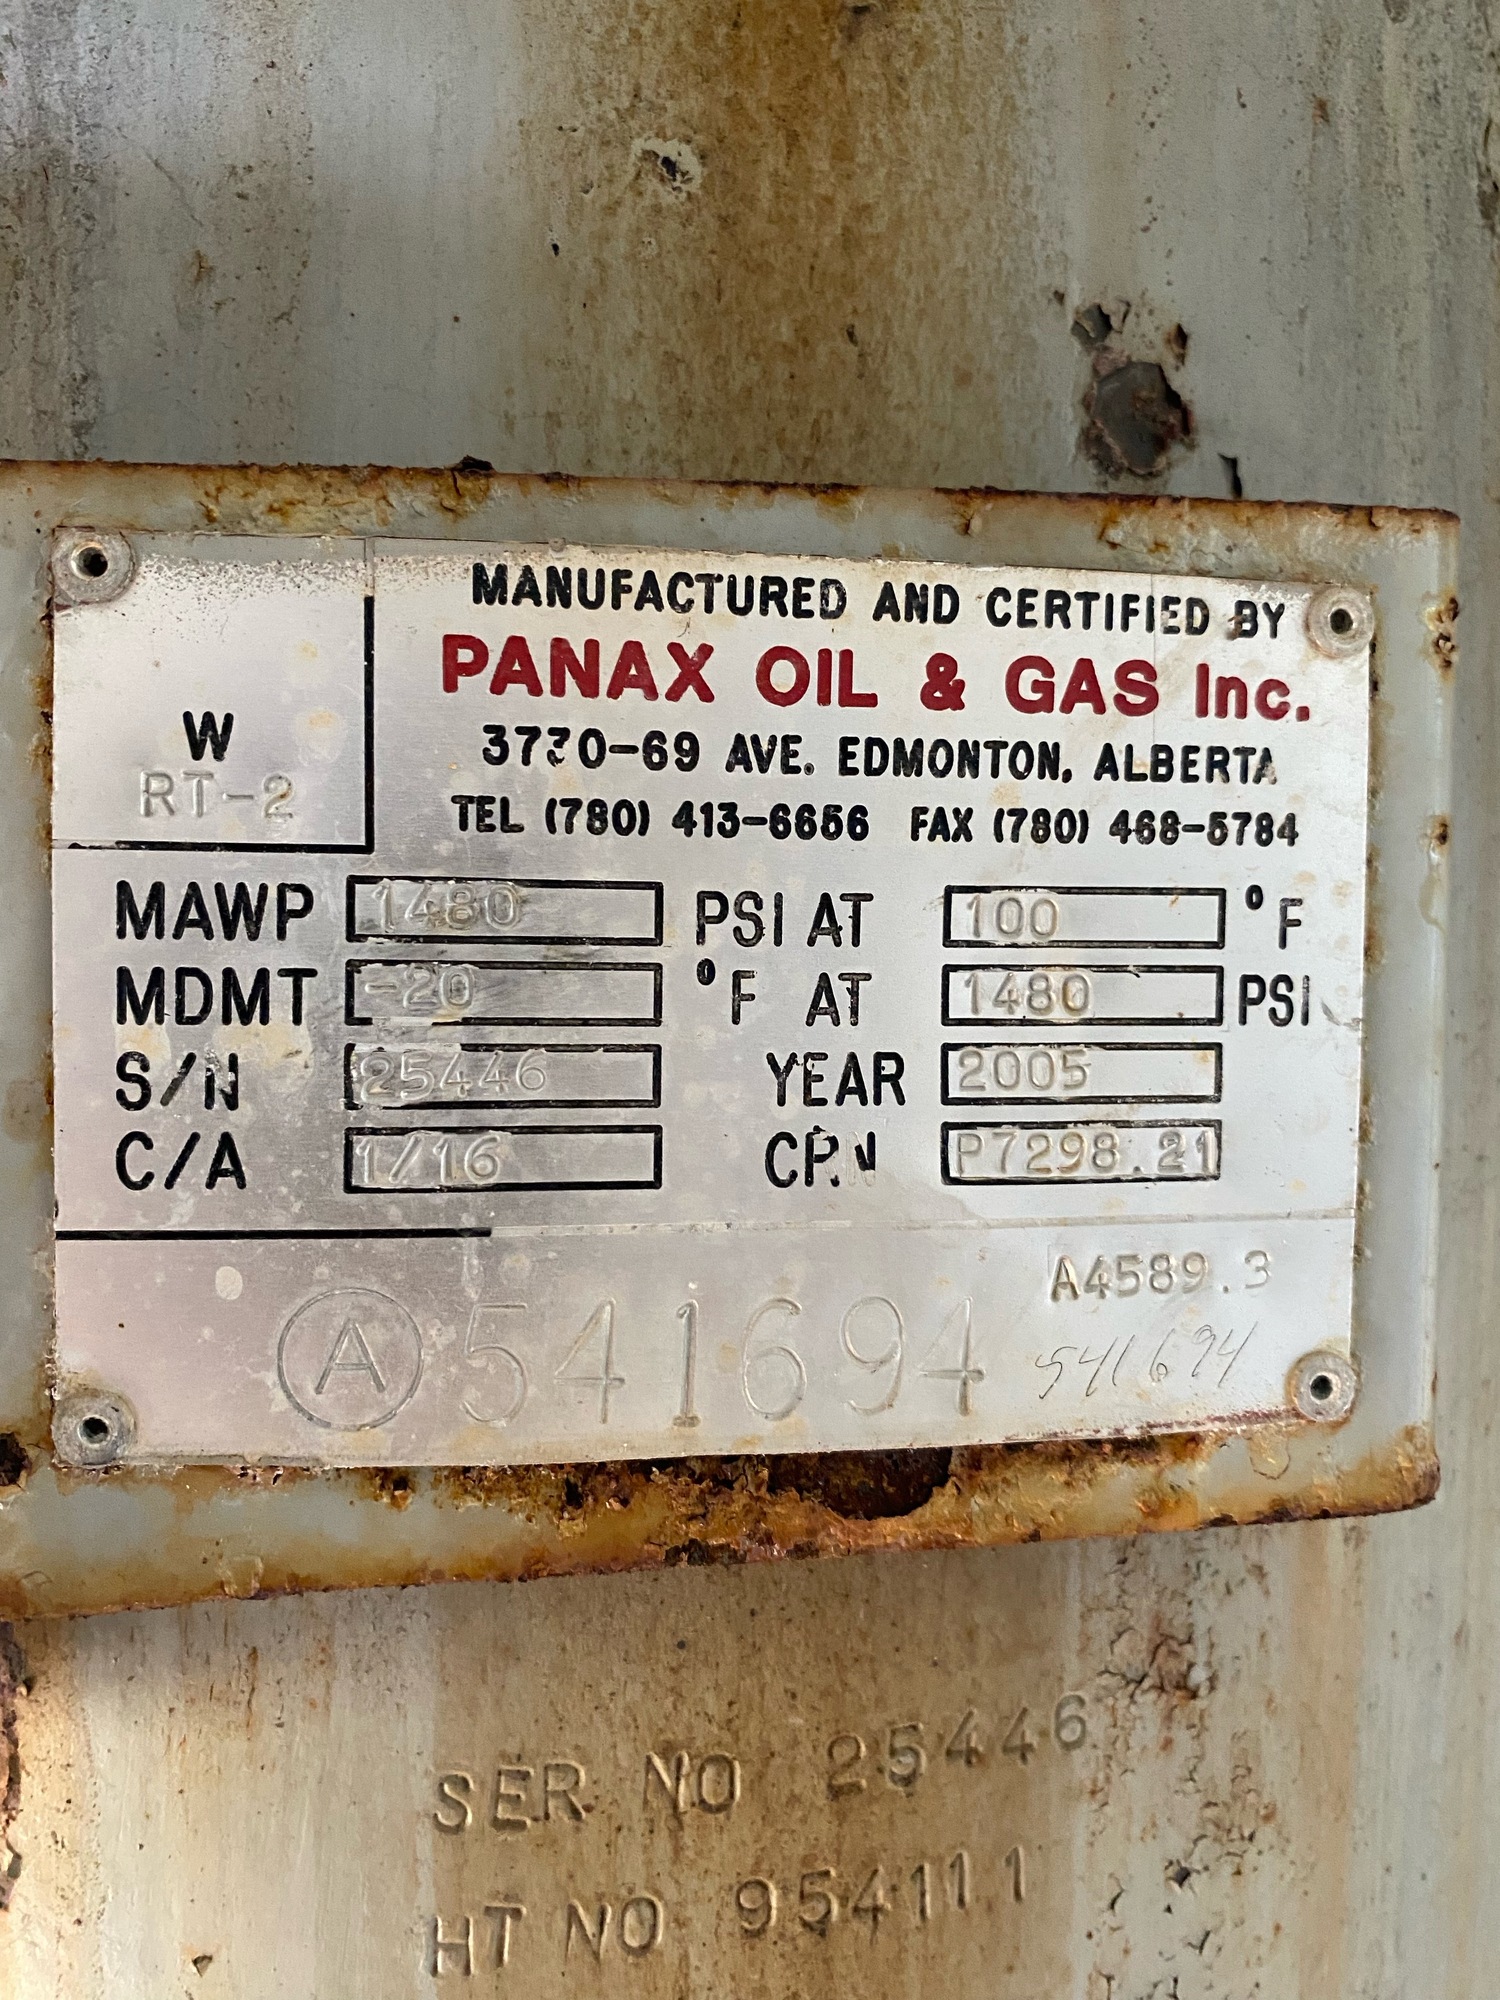 MANUFACTURED AND CERTIFIED BY
PANAX OIL & GAS Inc.
3730-69 AVE. EDMONTON, ALBERTA
TEL (780) 413-6656 FAX (780) 468-5784
W
RT-2
MAWP 1480 PSI AT 100 °F
MDMT -20 °F AT 1480 PSI
S/N 25446 YEAR 2005
C/A 1/16 CRN P7298.21
A4589.3
A 541694
541694
SER NO 25446
HT NO 954111